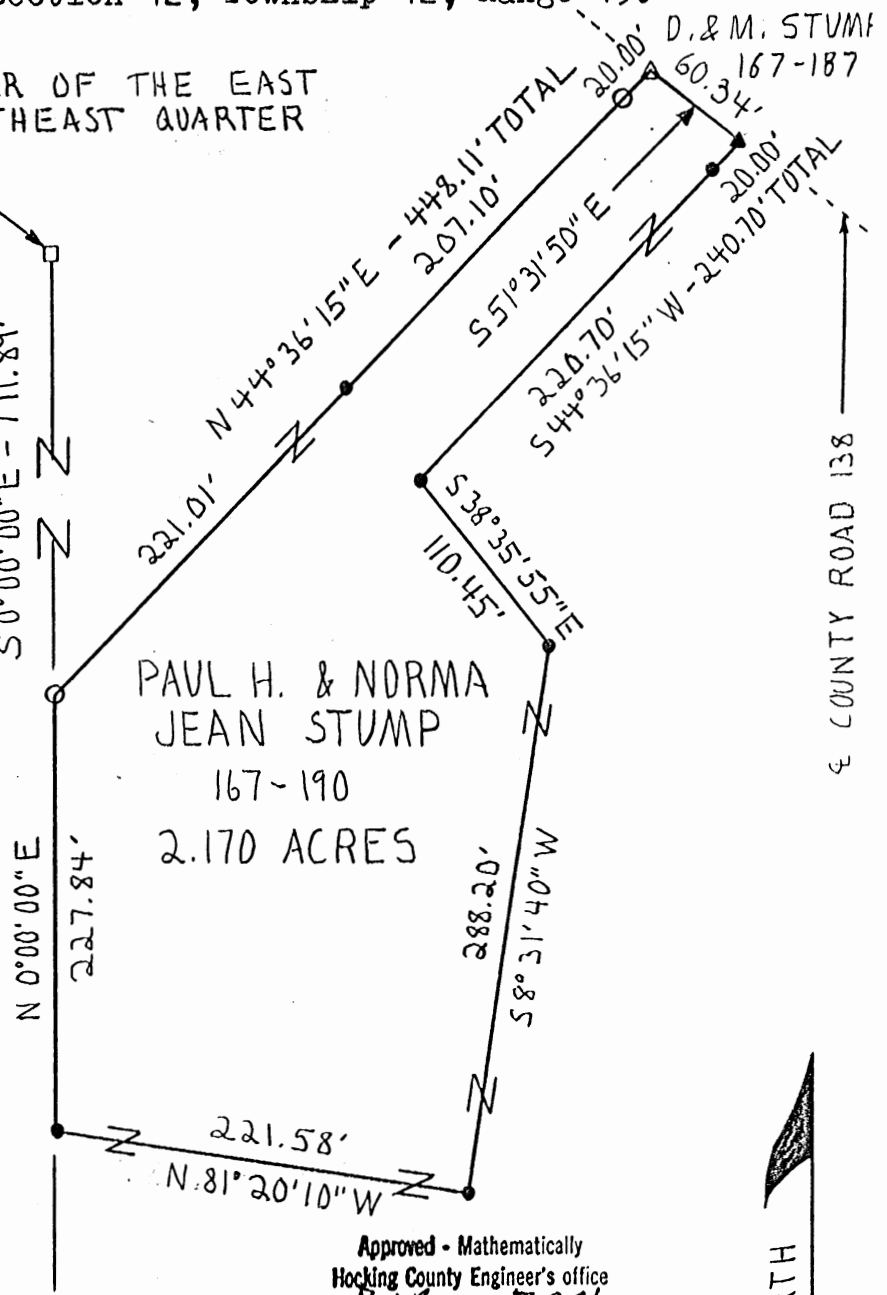 Section 12, Township 12, Range
D. & M. STUMP
167-187
R OF THE EAST
THEAST QUARTER
20.00'
60.34'
20.00'
N 44° 36' 15" E - 448.11' TOTAL
207.10'
S 51° 31' 50" E
220.70'
S 44° 36' 15" W - 240.70' TOTAL
221.01'
S 0° 00' 00" E - 711.89'
S 38° 35' 55" E
110.45'
℄ COUNTY ROAD 138
PAUL H. & NORMA
JEAN STUMP
167-190
2.170 ACRES
N 0° 00' 00" E
227.84'
288.20'
S 8° 31' 40" W
221.58'
N. 81° 20' 10" W
Approved - Mathematically
Hocking County Engineer's office
RTH